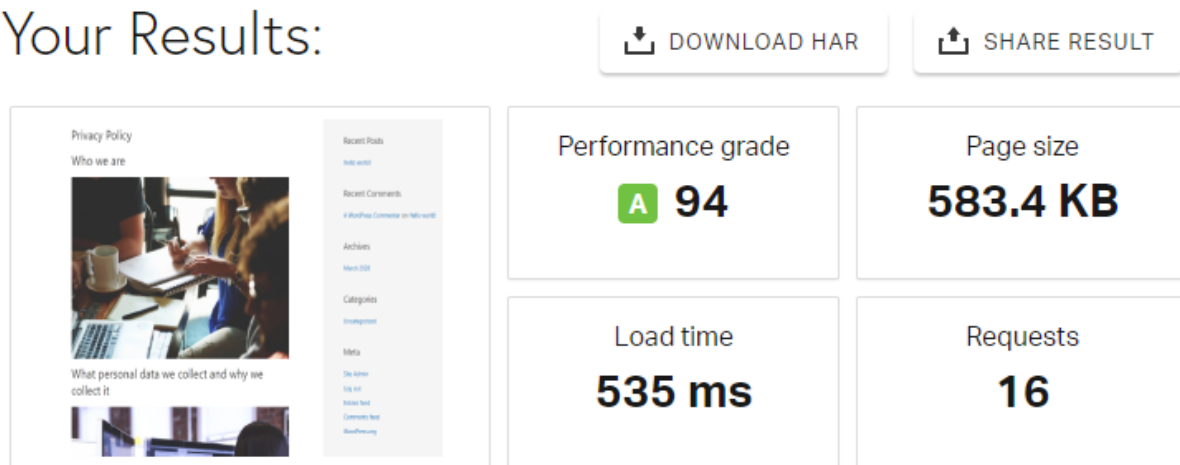 Your Results:
DOWNLOAD HAR
SHARE RESULT
Privacy Policy
Who we are
What personal data we collect and why we
collect it
Recent Posts
Hello world!
Recent Comments
A WordPress Commenter on Hello world!
Archives
March 2020
Categories
Uncategorized
Meta
Site Admin
Log out
Entries feed
Comments feed
WordPress.org
Performance grade
A 94
Page size
583.4 KB
Load time
535 ms
Requests
16